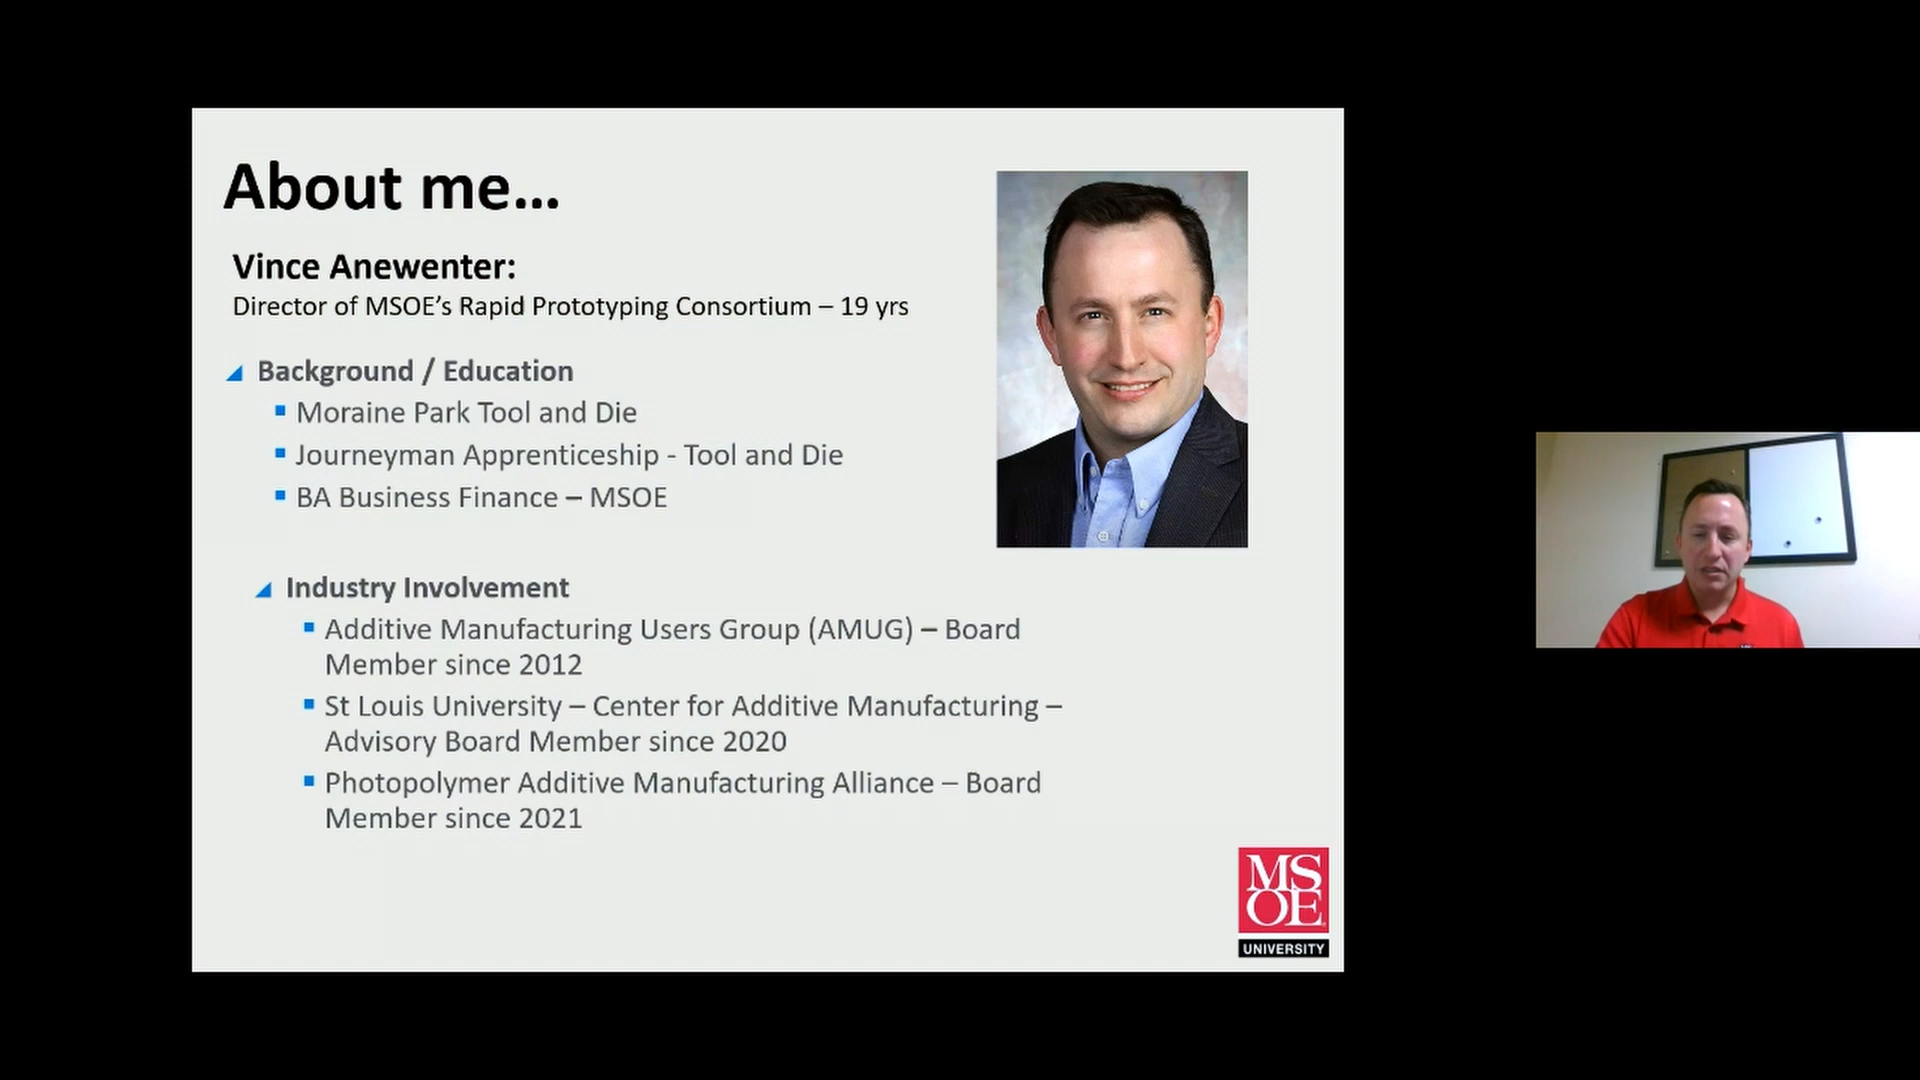 About me...
Vince Anewenter:
Director of MSOE’s Rapid Prototyping Consortium – 19 yrs
Background / Education
Moraine Park Tool and Die
Journeyman Apprenticeship - Tool and Die
BA Business Finance – MSOE
Industry Involvement
Additive Manufacturing Users Group (AMUG) – Board
Member since 2012
St Louis University – Center for Additive Manufacturing –
Advisory Board Member since 2020
Photopolymer Additive Manufacturing Alliance – Board
Member since 2021
MS
OE
UNIVERSITY